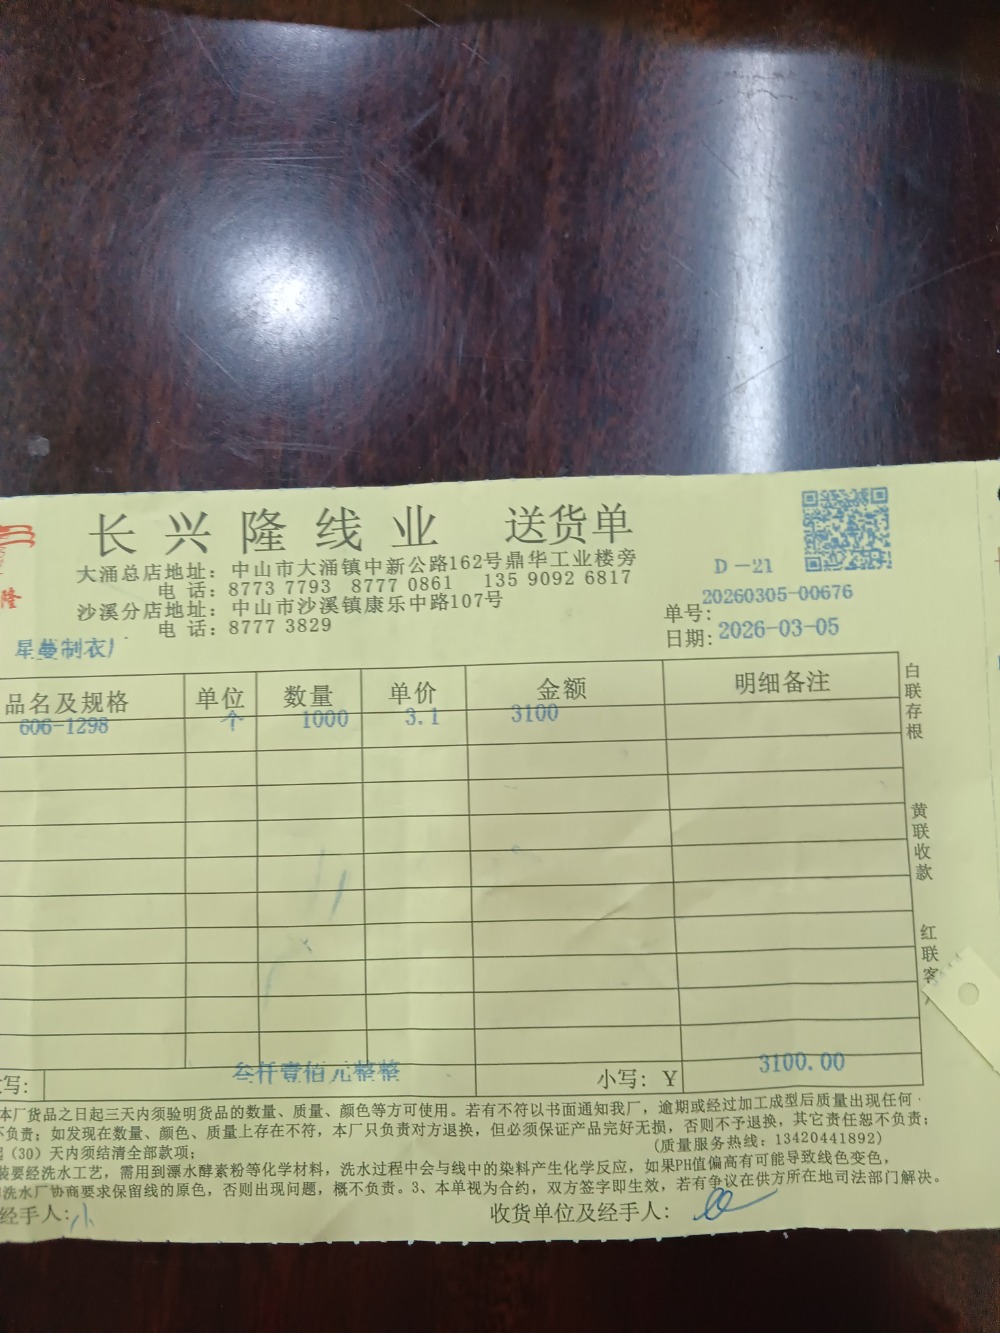 长兴隆线业 送货单
大涌总店地址：中山市大涌镇中新公路162号鼎华工业楼旁
电 话：8773 7793 8777 0861 135 9092 6817
沙溪分店地址：中山市沙溪镇康乐中路107号
电 话：8777 3829
隆
D-21
单号：20260305-00676
日期：2026-03-05
星蔓制衣厂
品名及规格 单位 数量 单价 金额 明细备注
606-1298 个 1000 3.1 3100
白联存根
黄联收款
红联客
写： 叁仟壹佰元整整 小写：Y 3100.00
本厂货品之日起三天内须验明货品的数量、质量、颜色等方可使用。若有不符以书面通知我厂，逾期或经过加工成型后质量出现任何
不负责；如发现在数量、颜色、质量上存在不符，本厂只负责对方退换，但必须保证产品完好无损，否则不予退换，其它责任恕不负责；
(30）天内须结清全部款项； (质量服务热线：13420441892)
装要经洗水工艺，需用到漂水酵素粉等化学材料，洗水过程中会与线中的染料产生化学反应，如果PH值偏高有可能导致线色变色，
洗水厂协商要求保留线的原色，否则出现问题，概不负责。3、本单视为合约，双方签字即生效，若有争议在供方所在地司法部门解决。
经手人： 收货单位及经手人：